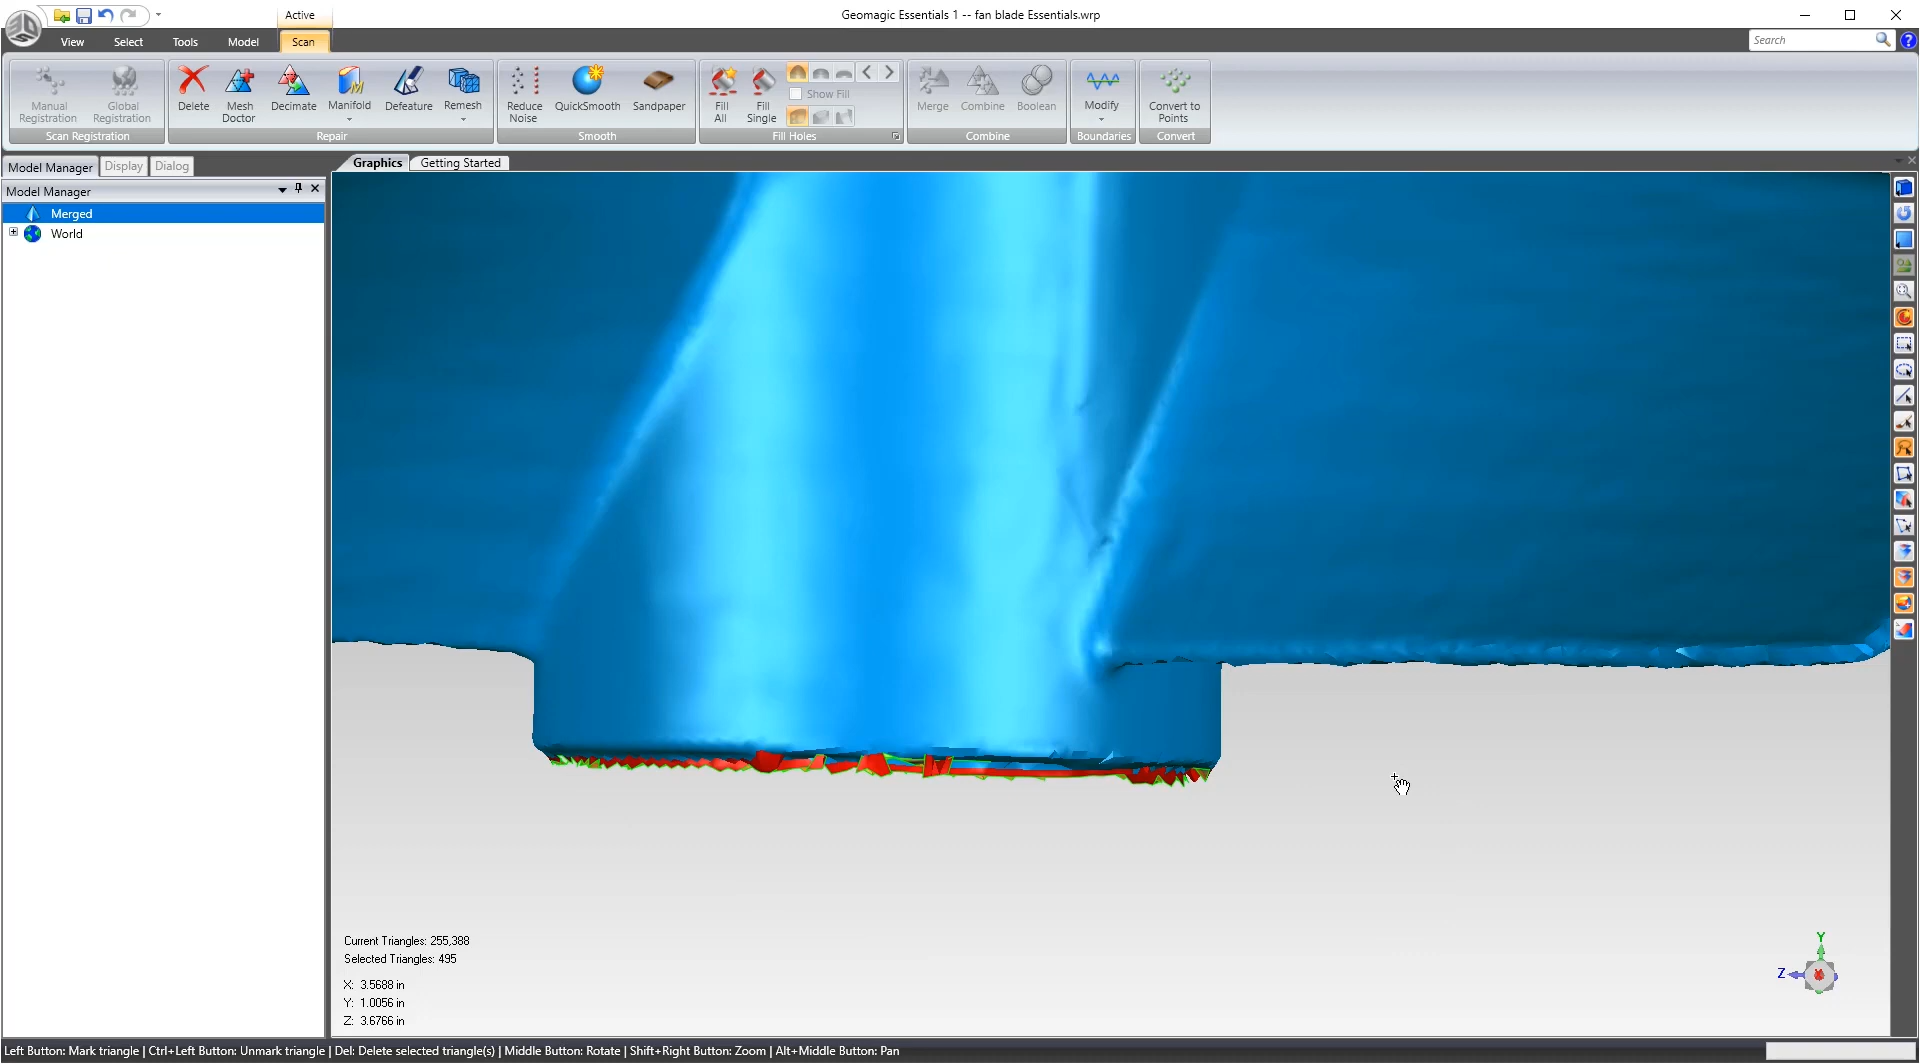 Active
Geomagic Essentials 1 -- fan blade Essentials.wrp
View Select Tools Model Scan
Search
Manual Registration
Global Registration
Scan Registration
Delete
Mesh Doctor
Decimate
Manifold
Defeature
Remesh
Repair
Reduce Noise
QuickSmooth
Sandpaper
Smooth
Fill All
Fill Single
Show Fill
Fill Holes
Merge
Combine
Boolean
Combine
Modify
Boundaries
Convert to Points
Convert
Model Manager Display Dialog
Graphics Getting Started
Model Manager
Merged
World
Current Triangles: 255,388
Selected Triangles: 495
X: 3.5688 in
Y: 1.0056 in
Z: 3.6766 in
Y
Z
Left Button: Mark triangle | Ctrl+Left Button: Unmark triangle | Del: Delete selected triangle(s) | Middle Button: Rotate | Shift+Right Button: Zoom | Alt+Middle Button: Pan